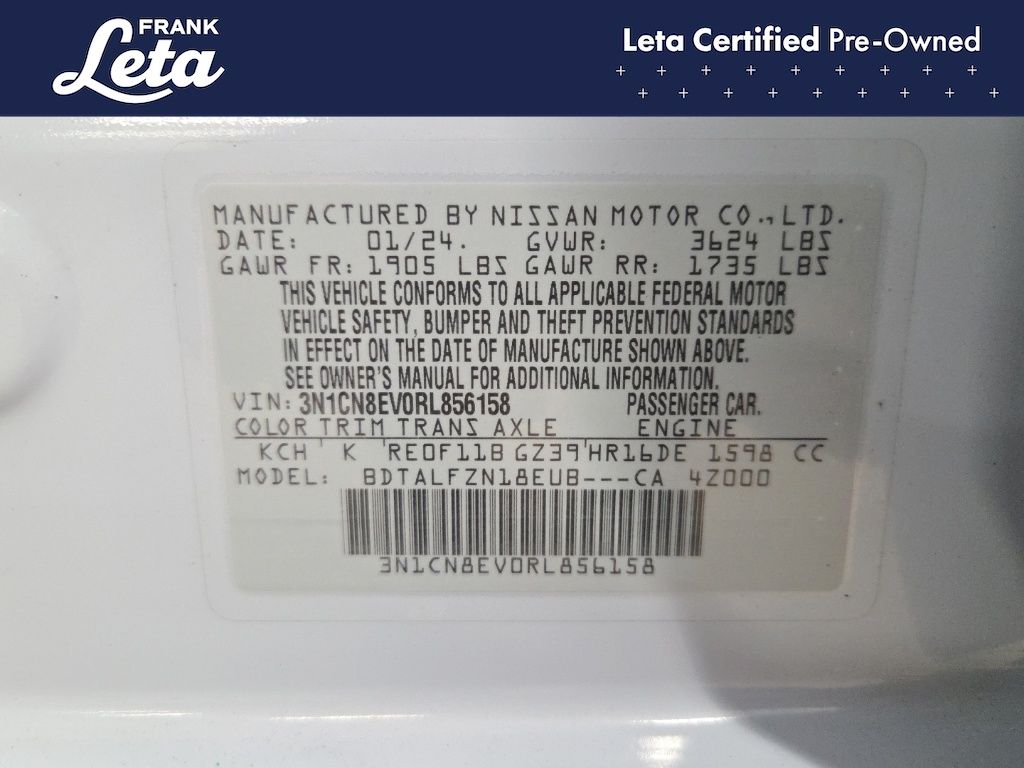 FRANK
Leta
Leta Certified Pre-Owned
MANUFACTURED BY NISSAN MOTOR CO., LTD.
DATE: 01/24. GVWR: 3624 LBS
GAWR FR: 1905 LBS GAWR RR: 1735 LBS
THIS VEHICLE CONFORMS TO ALL APPLICABLE FEDERAL MOTOR
VEHICLE SAFETY, BUMPER AND THEFT PREVENTION STANDARDS
IN EFFECT ON THE DATE OF MANUFACTURE SHOWN ABOVE.
SEE OWNER'S MANUAL FOR ADDITIONAL INFORMATION.
VIN: 3N1CN8EV0RL856158 PASSENGER CAR.
COLOR TRIM TRANS AXLE ENGINE
KCH K RE0F11B GZ39 HR16DE 1598 CC
MODEL: BDTALFZN18EUB---CA 4Z000
3N1CN8EV0RL856158